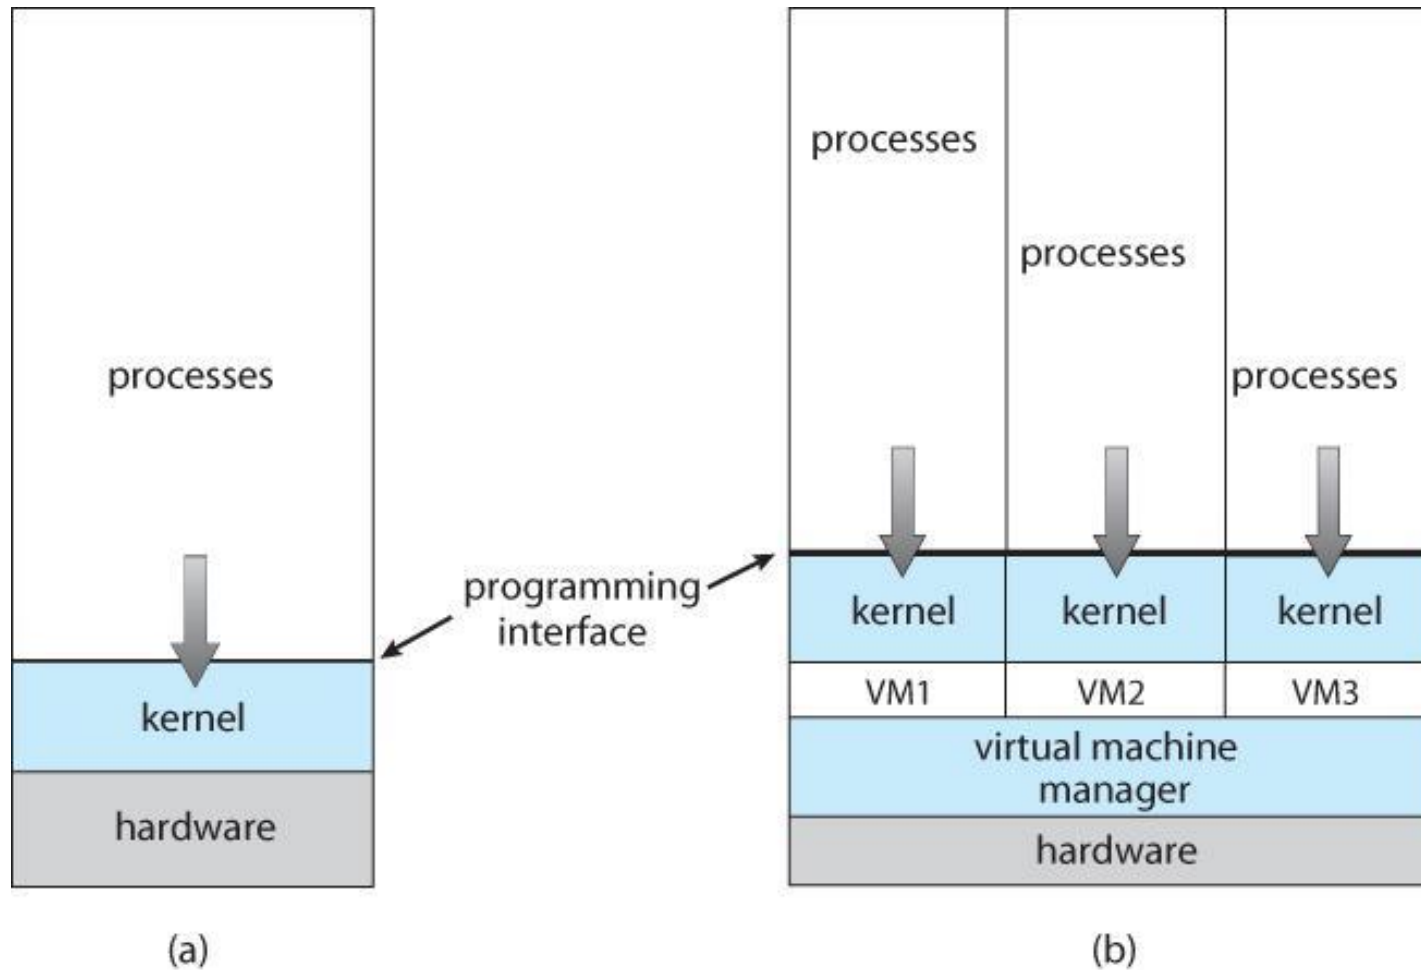 processes
kernel
hardware
(a)
programming
interface
processes
processes
processes
kernel
kernel
kernel
VM1
VM2
VM3
virtual machine
manager
hardware
(b)